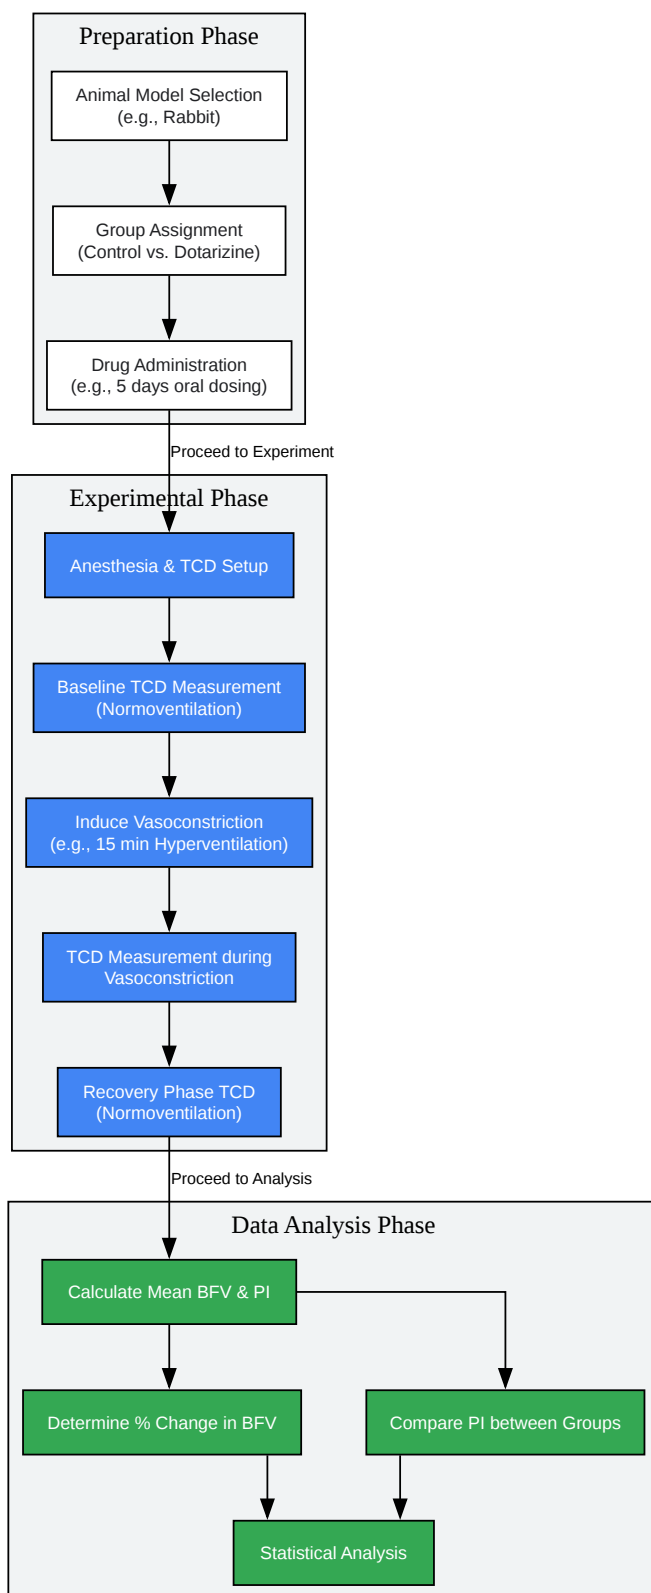 Preparation Phase
Animal Model Selection
(e.g., Rabbit)
Group Assignment
(Control vs. Dotarizine)
Drug Administration
(e.g., 5 days oral dosing)
Proceed to Experiment
Experimental Phase
Anesthesia & TCD Setup
Baseline TCD Measurement
(Normoventilation)
Induce Vasoconstriction
(e.g., 15 min Hyperventilation)
TCD Measurement during
Vasoconstriction
Recovery Phase TCD
(Normoventilation)
Proceed to Analysis
Data Analysis Phase
Calculate Mean BFV & PI
Determine % Change in BFV
Compare PI between Groups
Statistical Analysis